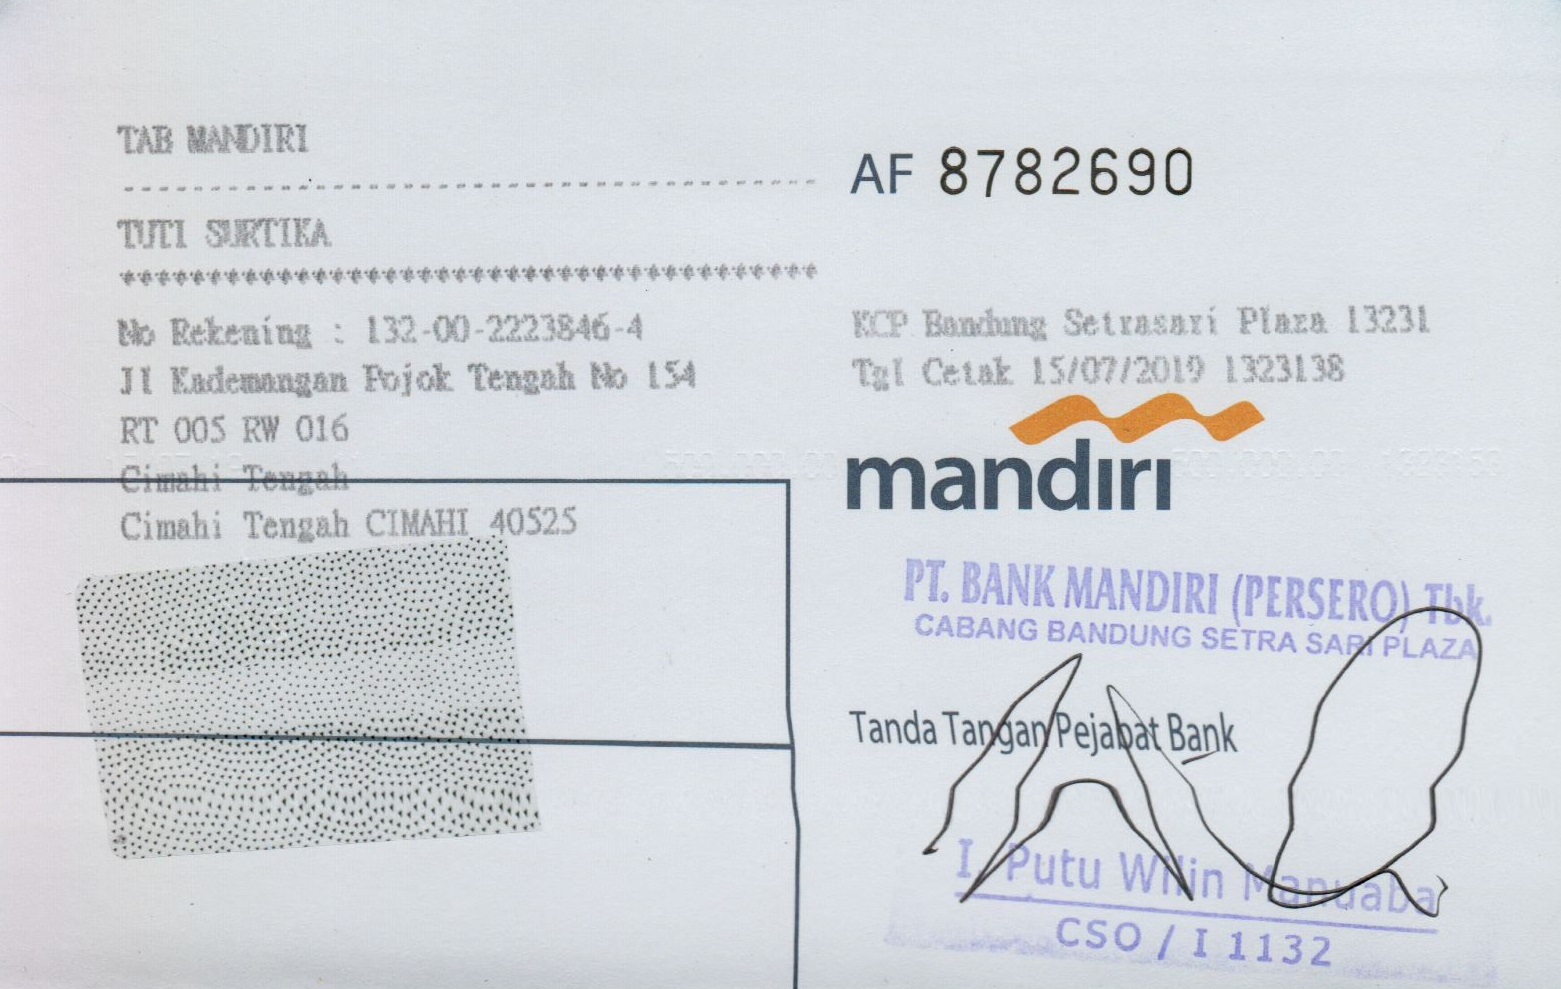 TAB MANDIRI
AF 8782690
TUTI SURTIKA
****************************************
No Rekening : 132-00-2223846-4
Jl Kademangan Pojok Tengah No 154
RT 005 RW 016
Cimahi Tengah
Cimahi Tengah CIMAHI 40525
KCP Bandung Setrasari Plaza 13231
Tgl Cetak 15/07/2019 1323138
mandiri
PT. BANK MANDIRI (PERSERO) Tbk.
CABANG BANDUNG SETRA SARI PLAZA
Tanda Tangan Pejabat Bank
I. Putu Wilin Manuaba
CSO / I 1132